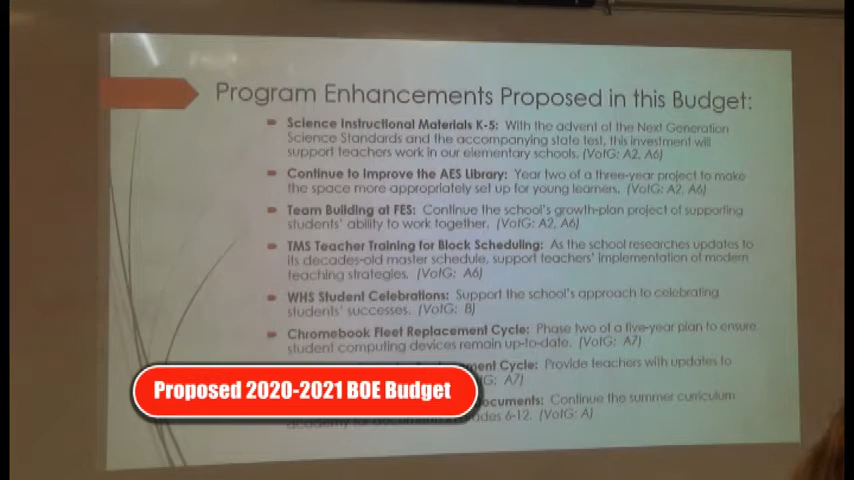 Program Enhancements Proposed in this Budget:
Science Instructional Materials K-5: With the advent of the Next Generation
Science Standards and the accompanying state test, this investment will
support teachers work in our elementary schools. (VotG: A2, A6)
Continue to Improve the AES Library: Year two of a three-year project to make
the space more appropriately set up for young learners. (VotG: A2, A6)
Team Building at FES: Continue the school's growth-plan project of supporting
students' ability to work together. (VotG: A2, A6)
TMS Teacher Training for Block Scheduling: As the school researches updates to
its decades-old master schedule, support teachers' implementation of modern
teaching strategies. (VotG: A6)
WHS Student Celebrations: Support the school's approach to celebrating
students' successes. (VotG: B)
Chromebook Fleet Replacement Cycle: Phase two of a five-year plan to ensure
student computing devices remain up-to-date. (VotG: A7)
Cycle: Provide teachers with updates to
A7)
Continue the summer curriculum
6-12. (VotG: A)
Proposed 2020-2021 BOE Budget